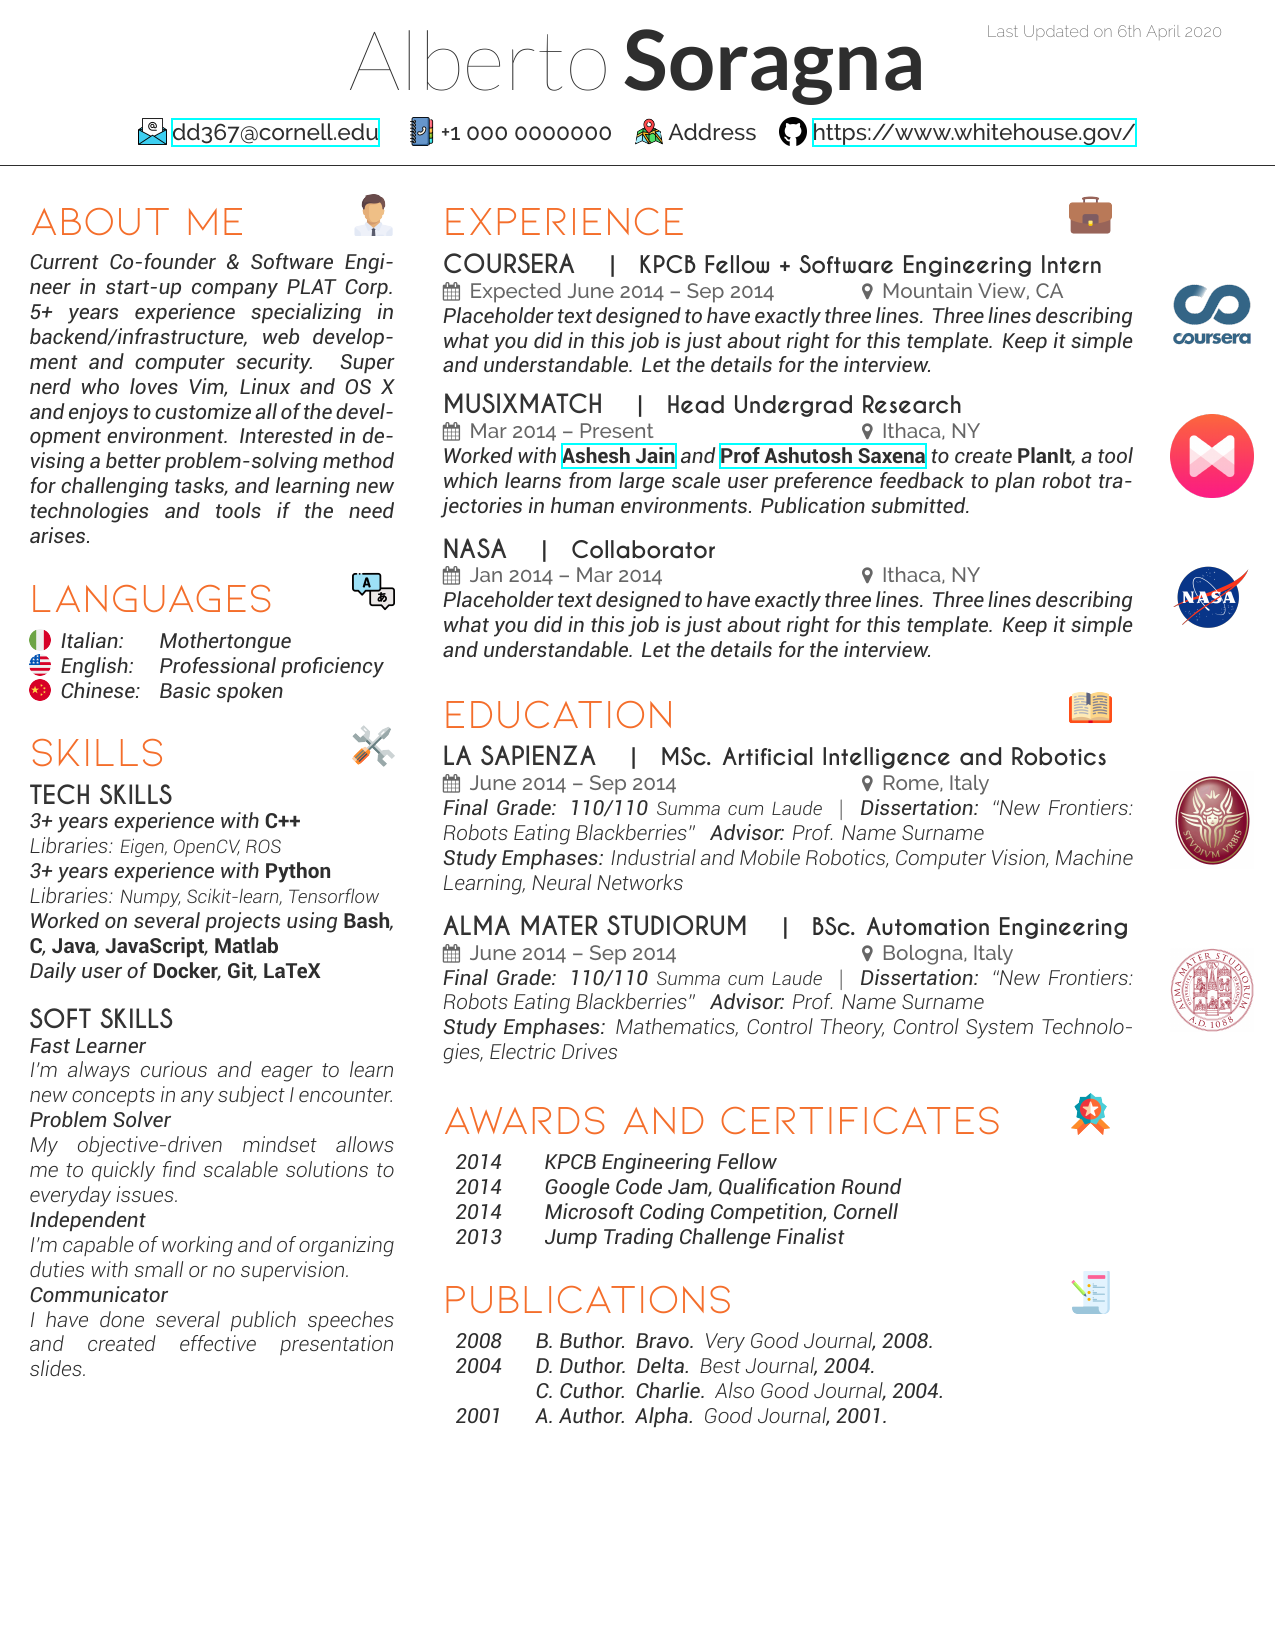 Last Updated on 6th April 2020
Alberto Soragna
dd367@cornell.edu +1 000 0000000 Address https://www.whitehouse.gov/
ABOUT ME
Current Co-founder & Software Engi-
neer in start-up company PLAT Corp.
5+ years experience specializing in
backend/infrastructure, web develop-
ment and computer security. Super
nerd who loves Vim, Linux and OS X
and enjoys to customize all of the devel-
opment environment. Interested in de-
vising a better problem-solving method
for challenging tasks, and learning new
technologies and tools if the need
arises.
LANGUAGES
Italian: Mothertongue
English: Professional proficiency
Chinese: Basic spoken
SKILLS
TECH SKILLS
3+ years experience with C++
Libraries: Eigen, OpenCV, ROS
3+ years experience with Python
Libraries: Numpy, Scikit-learn, Tensorflow
Worked on several projects using Bash,
C, Java, JavaScript, Matlab
Daily user of Docker, Git, LaTeX
SOFT SKILLS
Fast Learner
I'm always curious and eager to learn
new concepts in any subject I encounter.
Problem Solver
My objective-driven mindset allows
me to quickly find scalable solutions to
everyday issues.
Independent
I'm capable of working and of organizing
duties with small or no supervision.
Communicator
I have done several publich speeches
and created effective presentation
slides.
EXPERIENCE
COURSERA | KPCB Fellow + Software Engineering Intern
Expected June 2014 – Sep 2014 Mountain View, CA
Placeholder text designed to have exactly three lines. Three lines describing
what you did in this job is just about right for this template. Keep it simple
and understandable. Let the details for the interview.
coursera
MUSIXMATCH | Head Undergrad Research
Mar 2014 – Present Ithaca, NY
Worked with Ashesh Jain and Prof Ashutosh Saxena to create PlanIt, a tool
which learns from large scale user preference feedback to plan robot tra-
jectories in human environments. Publication submitted.
NASA | Collaborator
Jan 2014 – Mar 2014 Ithaca, NY
Placeholder text designed to have exactly three lines. Three lines describing
what you did in this job is just about right for this template. Keep it simple
and understandable. Let the details for the interview.
NASA
EDUCATION
LA SAPIENZA | MSc. Artificial Intelligence and Robotics
June 2014 – Sep 2014 Rome, Italy
Final Grade: 110/110 Summa cum Laude | Dissertation: “New Frontiers:
Robots Eating Blackberries” Advisor: Prof. Name Surname
Study Emphases: Industrial and Mobile Robotics, Computer Vision, Machine
Learning, Neural Networks
STVDIVM VRBIS
ALMA MATER STUDIORUM | BSc. Automation Engineering
June 2014 – Sep 2014 Bologna, Italy
Final Grade: 110/110 Summa cum Laude | Dissertation: “New Frontiers:
Robots Eating Blackberries” Advisor: Prof. Name Surname
Study Emphases: Mathematics, Control Theory, Control System Technolo-
gies, Electric Drives
ALMA MATER STUDIORUM
A.D. 1088
AWARDS AND CERTIFICATES
2014 KPCB Engineering Fellow
2014 Google Code Jam, Qualification Round
2014 Microsoft Coding Competition, Cornell
2013 Jump Trading Challenge Finalist
PUBLICATIONS
2008 B. Buthor. Bravo. Very Good Journal, 2008.
2004 D. Duthor. Delta. Best Journal, 2004.
C. Cuthor. Charlie. Also Good Journal, 2004.
2001 A. Author. Alpha. Good Journal, 2001.